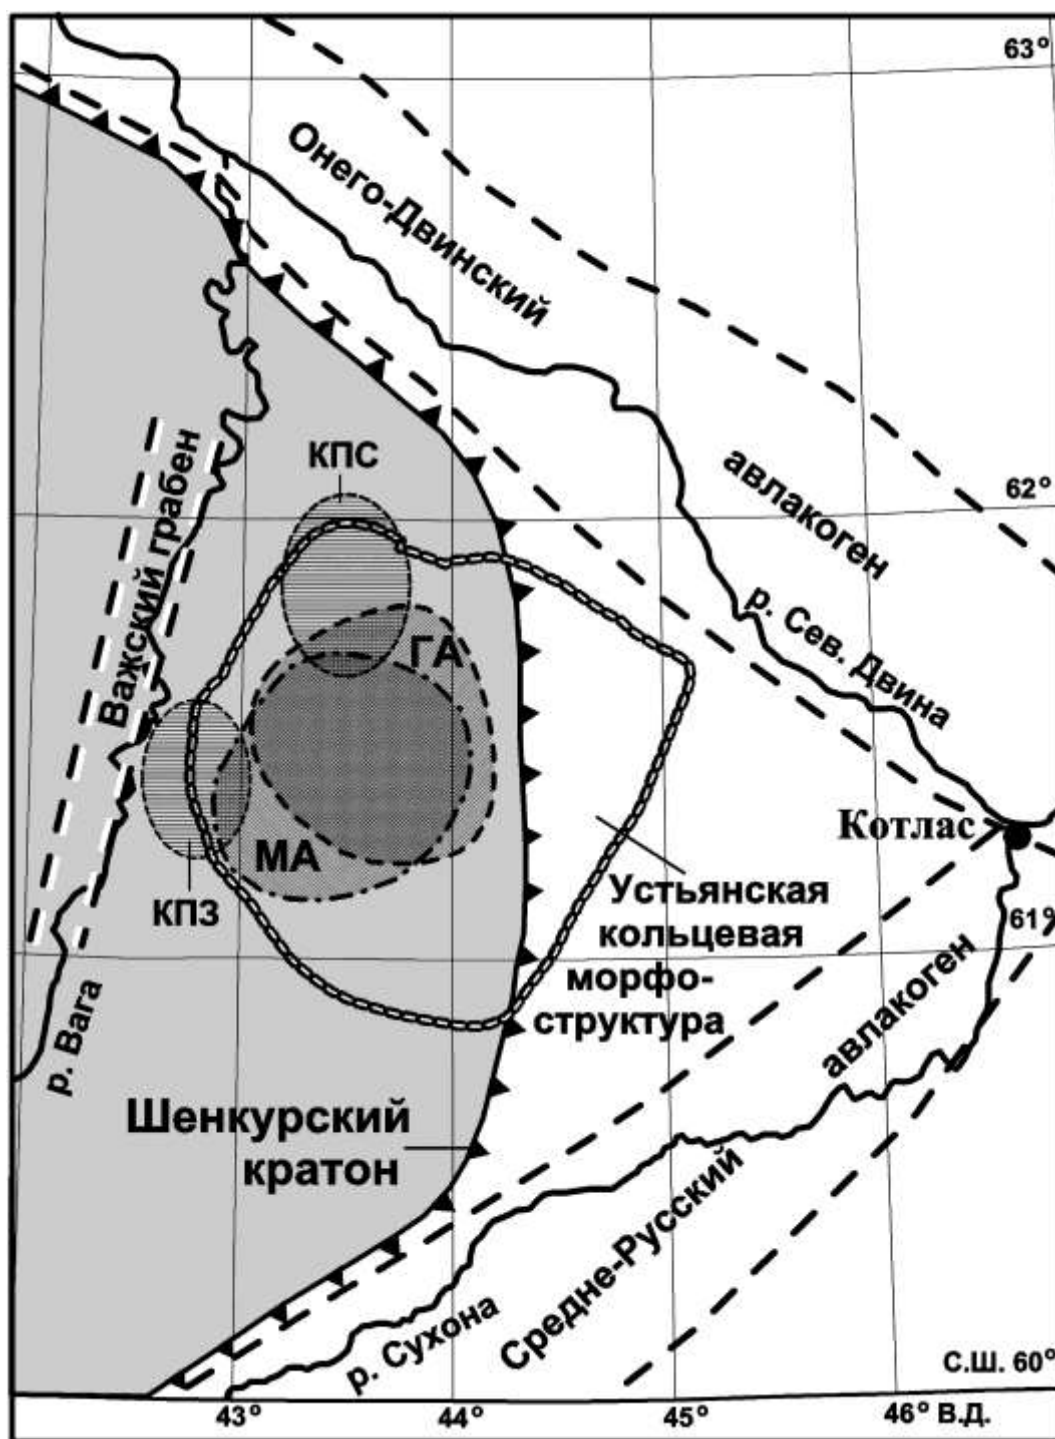 63°
Онего-Двинский
КПС
62°
авлакоген
Важский грабен
р. Сев. Двина
ГА
Котлас
МА
КПЗ
Устьянская
кольцевая
морфо-
структура
61°
авлакоген
р. Вага
Шенкурский
кратон
Средне-Русский
р. Сухона
С.Ш. 60°
43°
44°
45°
46° В.Д.